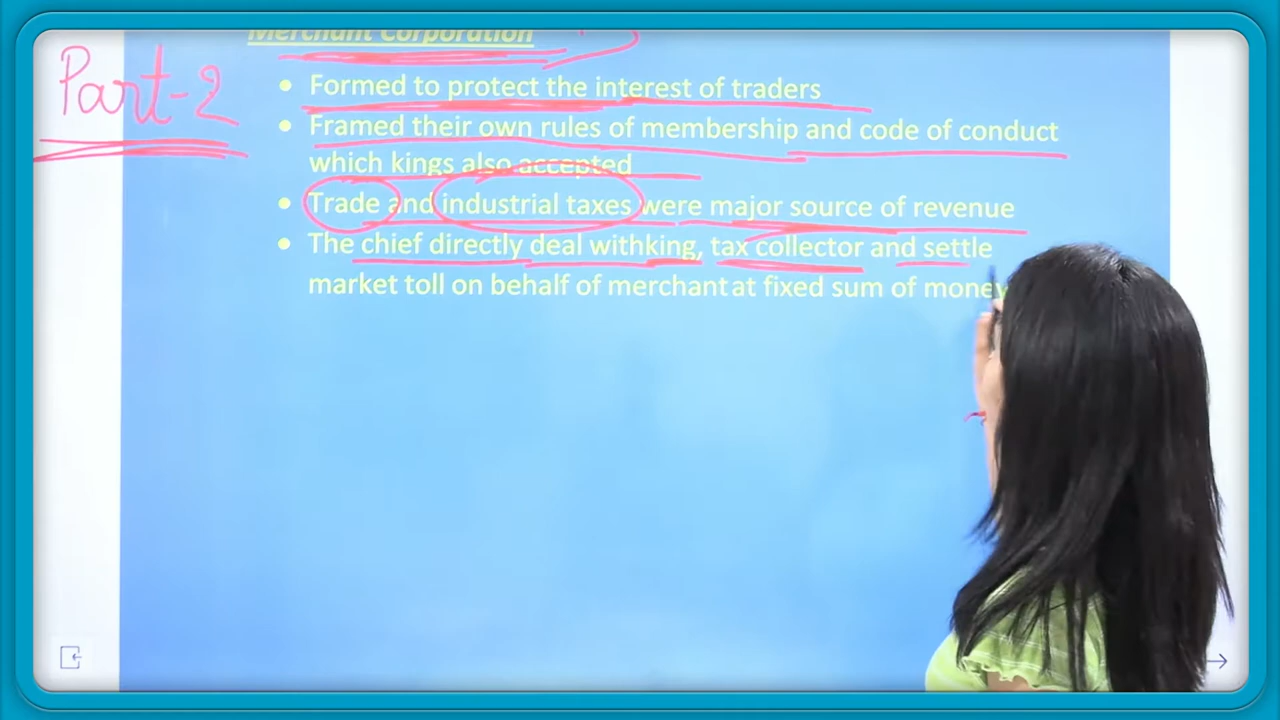 Merchant Corporation
Part-2
• Formed to protect the interest of traders
• Framed their own rules of membership and code of conduct
which kings also accepted
• Trade and industrial taxes were major source of revenue
• The chief directly deal withking, tax collector and settle
market toll on behalf of merchant at fixed sum of money